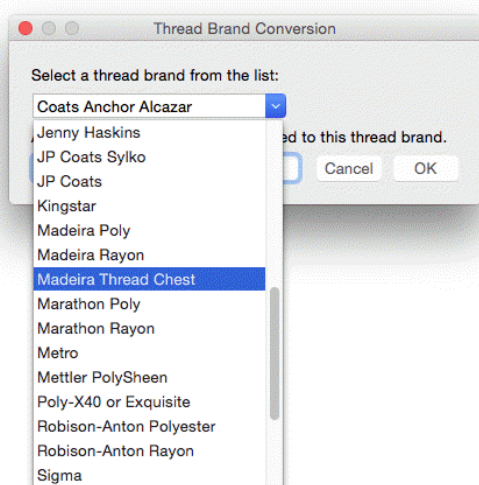 Thread Brand Conversion
Select a thread brand from the list:
Coats Anchor Alcazar
ed to this thread brand.
Cancel
OK
Jenny Haskins
JP Coats Sylko
JP Coats
Kingstar
Madeira Poly
Madeira Rayon
Madeira Thread Chest
Marathon Poly
Marathon Rayon
Metro
Mettler PolySheen
Poly-X40 or Exquisite
Robison-Anton Polyester
Robison-Anton Rayon
Sigma